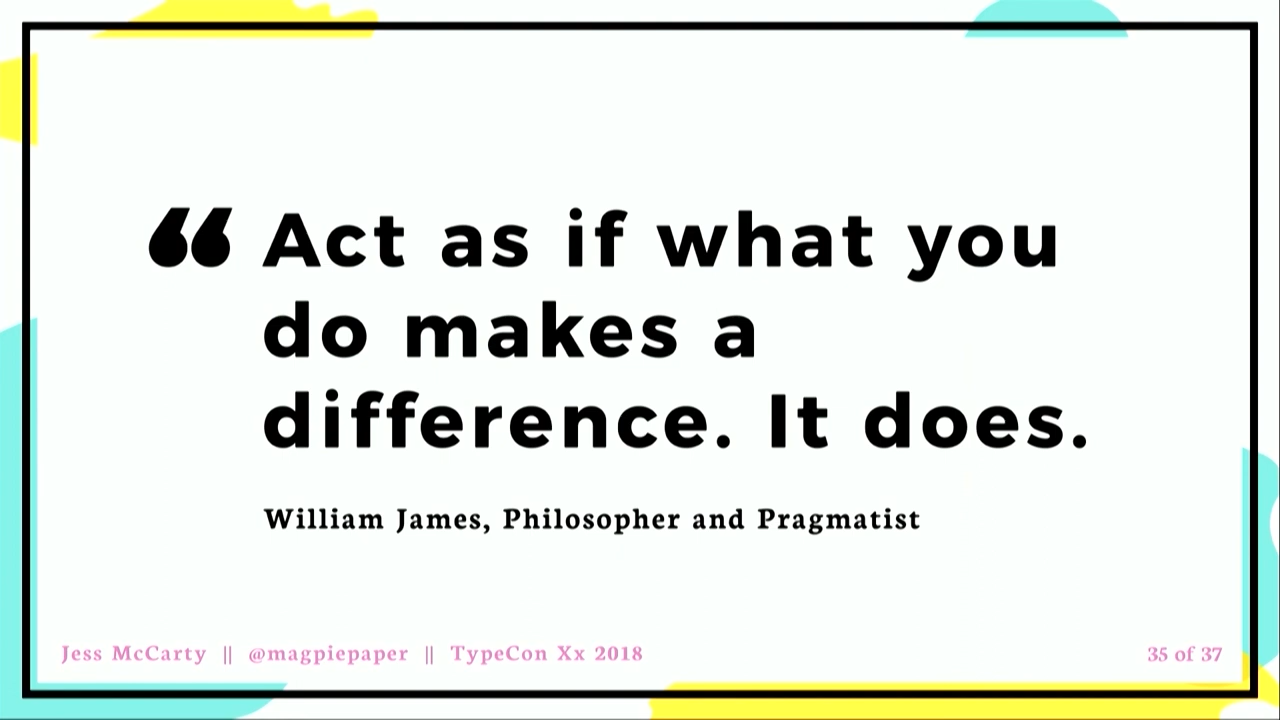 “ Act as if what you
do makes a
difference. It does.
William James, Philosopher and Pragmatist
Jess McCarty || @magpiepaper || TypeCon Xx 2018
35 of 37